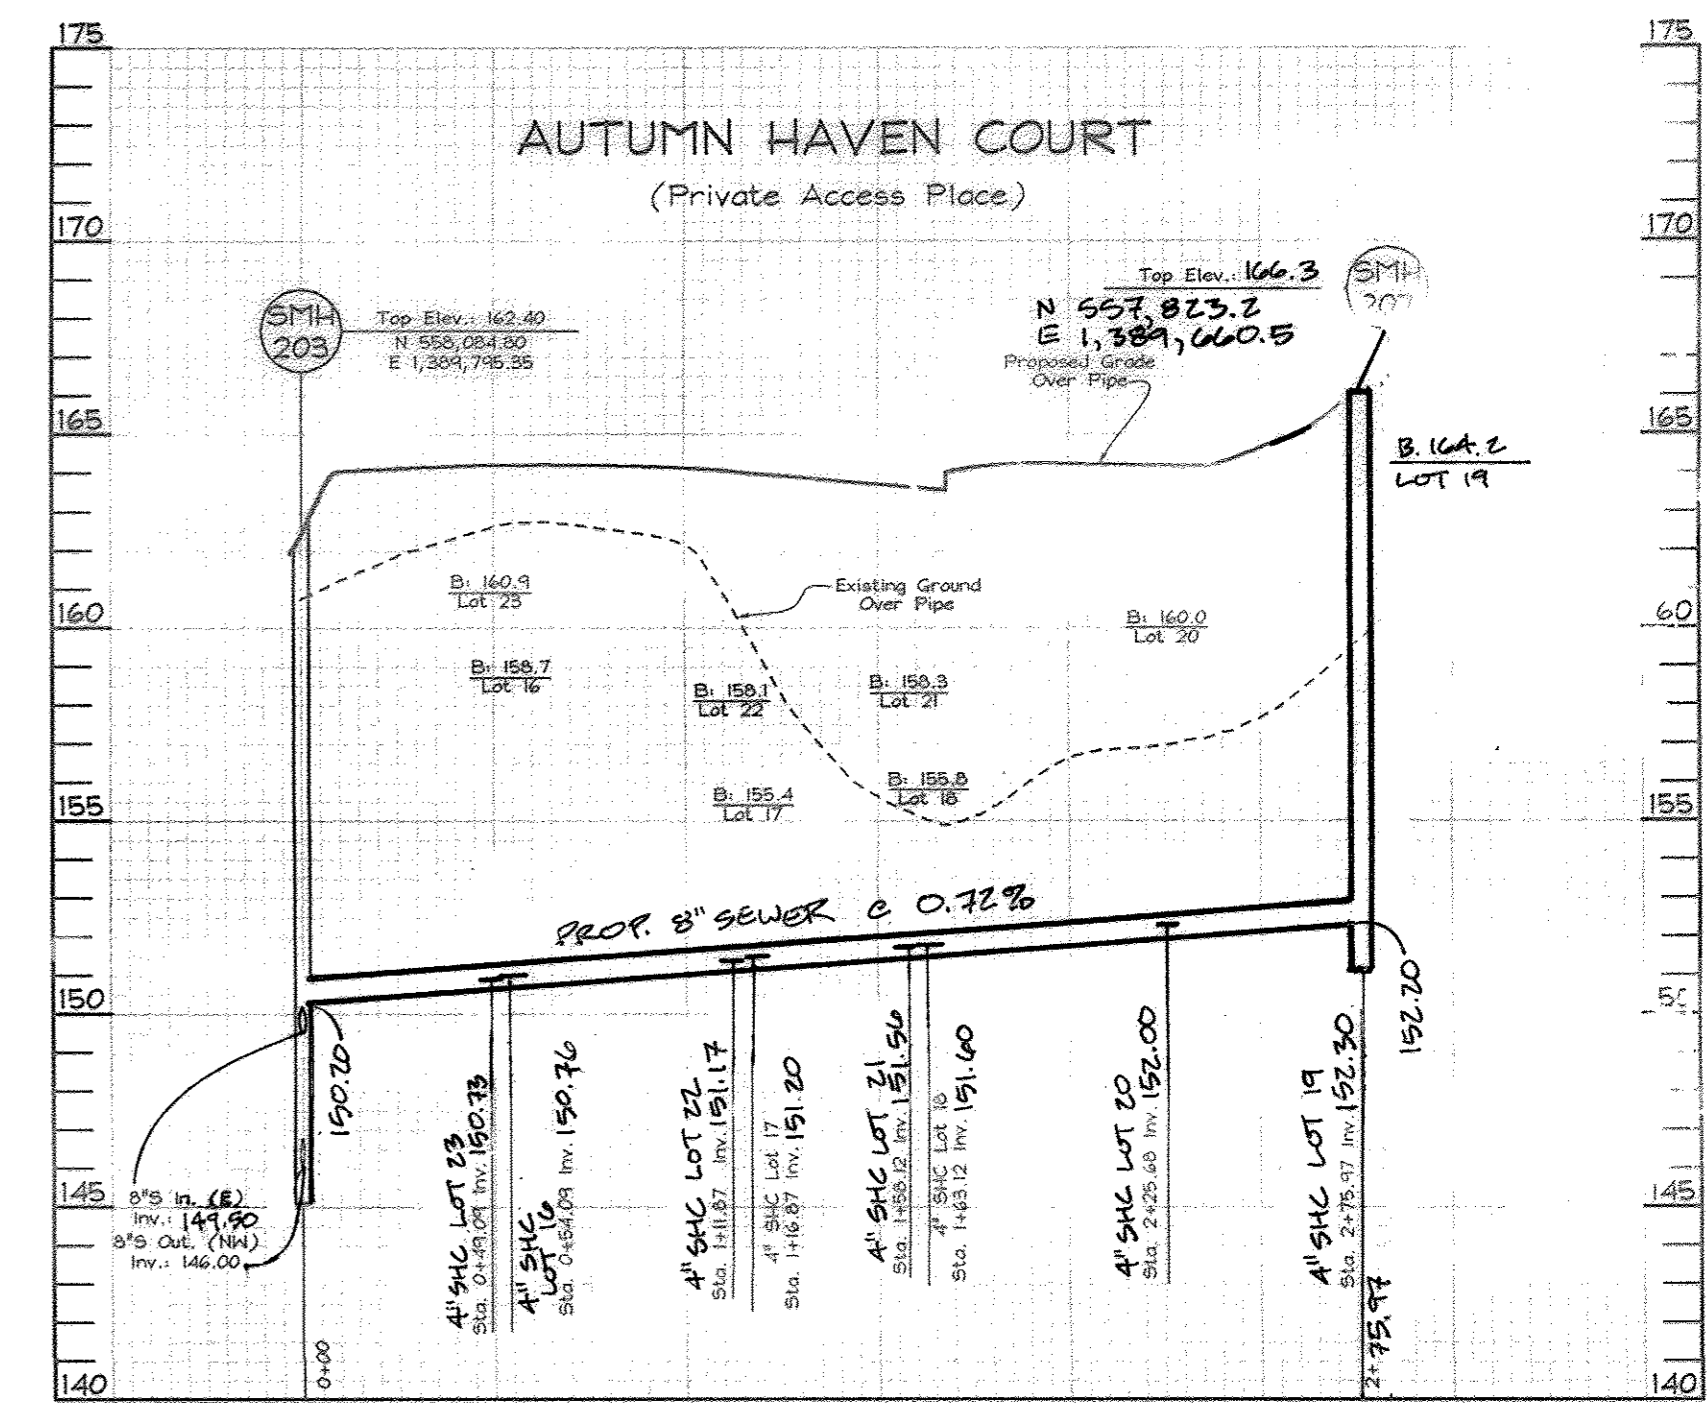 175
175
AUTUMN HAVEN COURT
(Private Access Place)
170
170
SMH
203
Top Elev.: 162.40
N 558,084.80
E 1,389,795.35
Top Elev.: 166.3
N 557,823.2
E 1,389,660.5
SMH
Proposed Grade
Over Pipe
165
165
B. 164.2
LOT 19
B: 160.9
Lot 23
Existing Ground
Over Pipe
B: 160.0
Lot 20
160
60
B: 158.7
Lot 16
B: 158.1
Lot 22
B: 158.3
Lot 21
B: 155.4
Lot 17
B: 155.8
Lot 18
155
155
PROP. 8" SEWER @ 0.72%
150
150.20
152.20
4" SHC LOT 23
Sta. 0+49.09 Inv. 150.73
4" SHC
LOT 16
Sta. 0+54.09 Inv. 150.76
4" SHC LOT 22
Sta. 1+11.87 Inv. 151.17
4" SHC Lot 17
Sta. 1+16.87 Inv. 151.20
4" SHC LOT 21
Sta. 1+58.12 Inv. 151.56
4" SHC Lot 18
Sta. 1+63.12 Inv. 151.60
4" SHC LOT 20
Sta. 2+25.68 Inv. 152.00
4" SHC LOT 19
Sta. 2+75.97 Inv. 152.30
145
145
8"S In. (E)
Inv.: 149.50
8"S Out. (NW)
Inv.: 146.00
0+00
2+75.97
140
140